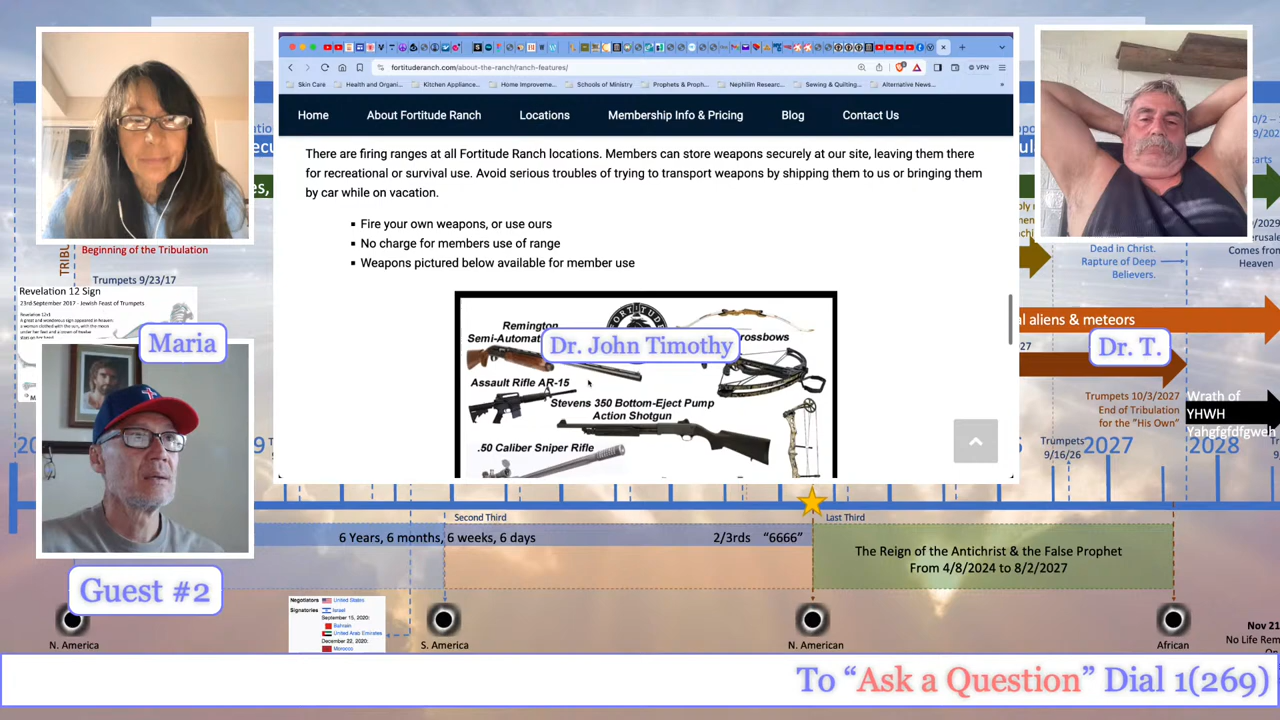 fortituderanch.com/about-the-ranch/ranch-features/
VPN
Skin Care
Health and Organi...
Kitchen Appliance...
Home Improveme...
Schools of Ministry
Prophets & Proph...
Nephilim Researc...
Sewing & Quilting...
Alternative News...
Home
About Fortitude Ranch
Locations
Membership Info & Pricing
Blog
Contact Us
There are firing ranges at all Fortitude Ranch locations. Members can store weapons securely at our site, leaving them there
for recreational or survival use. Avoid serious troubles of trying to transport weapons by shipping them to us or bringing them
by car while on vacation.
▪ Fire your own weapons, or use ours
▪ No charge for members use of range
▪ Weapons pictured below available for member use
Remington
Semi-Automat
Assault Rifle AR-15
Stevens 350 Bottom-Eject Pump
Action Shotgun
.50 Caliber Sniper Rifle
Dr. John Timothy
Maria
Dr. T.
Guest #2
Beginning of the Tribulation
Trumpets 9/23/17
Revelation 12 Sign
23rd September 2017 - Jewish Feast of Trumpets
Dead in Christ.
Rapture of Deep
Believers.
Comes from
Heaven
aliens & meteors
Trumpets 10/3/2027
End of Tribulation
for the "His Own"
Wrath of
YHWH
Yahgfgfdfgweh
Trumpets
9/16/26
2027
2028
Second Third
Last Third
6 Years, 6 months, 6 weeks, 6 days
2/3rds "6666"
The Reign of the Antichrist & the False Prophet
From 4/8/2024 to 8/2/2027
Negotiators
United States
Signatories
Israel
September 15, 2020:
Bahrain
United Arab Emirates
December 22, 2020:
Morocco
N. America
S. America
N. American
African
Nov 21
No Life Rem
To “Ask a Question” Dial 1(269)